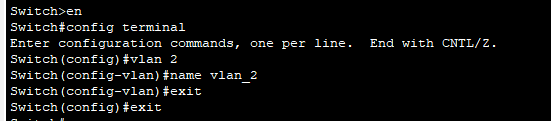 Switch>en
Switch#config terminal
Enter configuration commands, one per line.  End with CNTL/Z.
Switch(config)#vlan 2
Switch(config-vlan)#name vlan_2
Switch(config-vlan)#exit
Switch(config)#exit